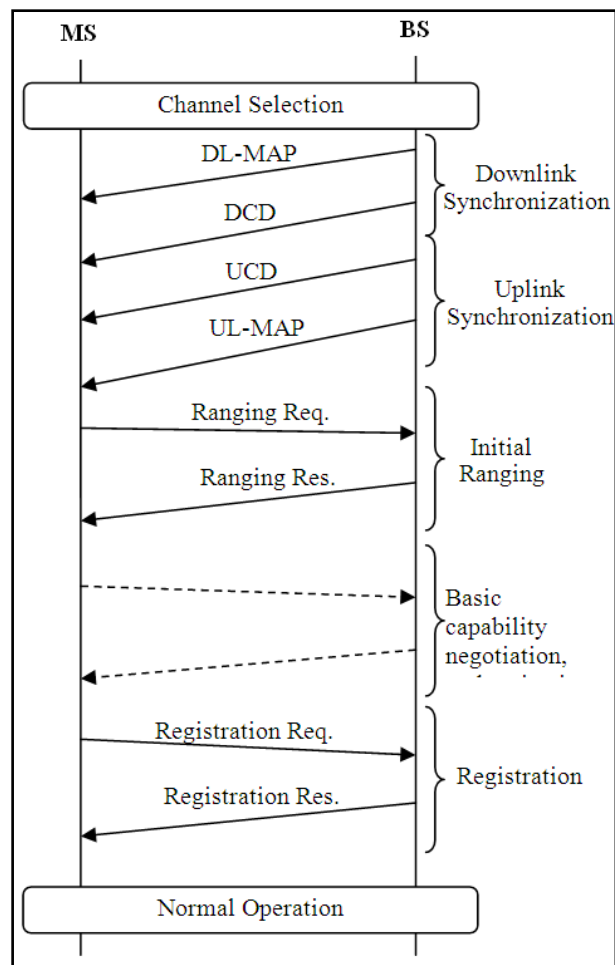 MS
BS
Channel Selection
DL-MAP
Downlink
Synchronization
DCD
UCD
Uplink
Synchronization
UL-MAP
Ranging Req.
Initial
Ranging
Ranging Res.
Basic
capability
negotiation,
Registration Req.
Registration
Registration Res.
Normal Operation